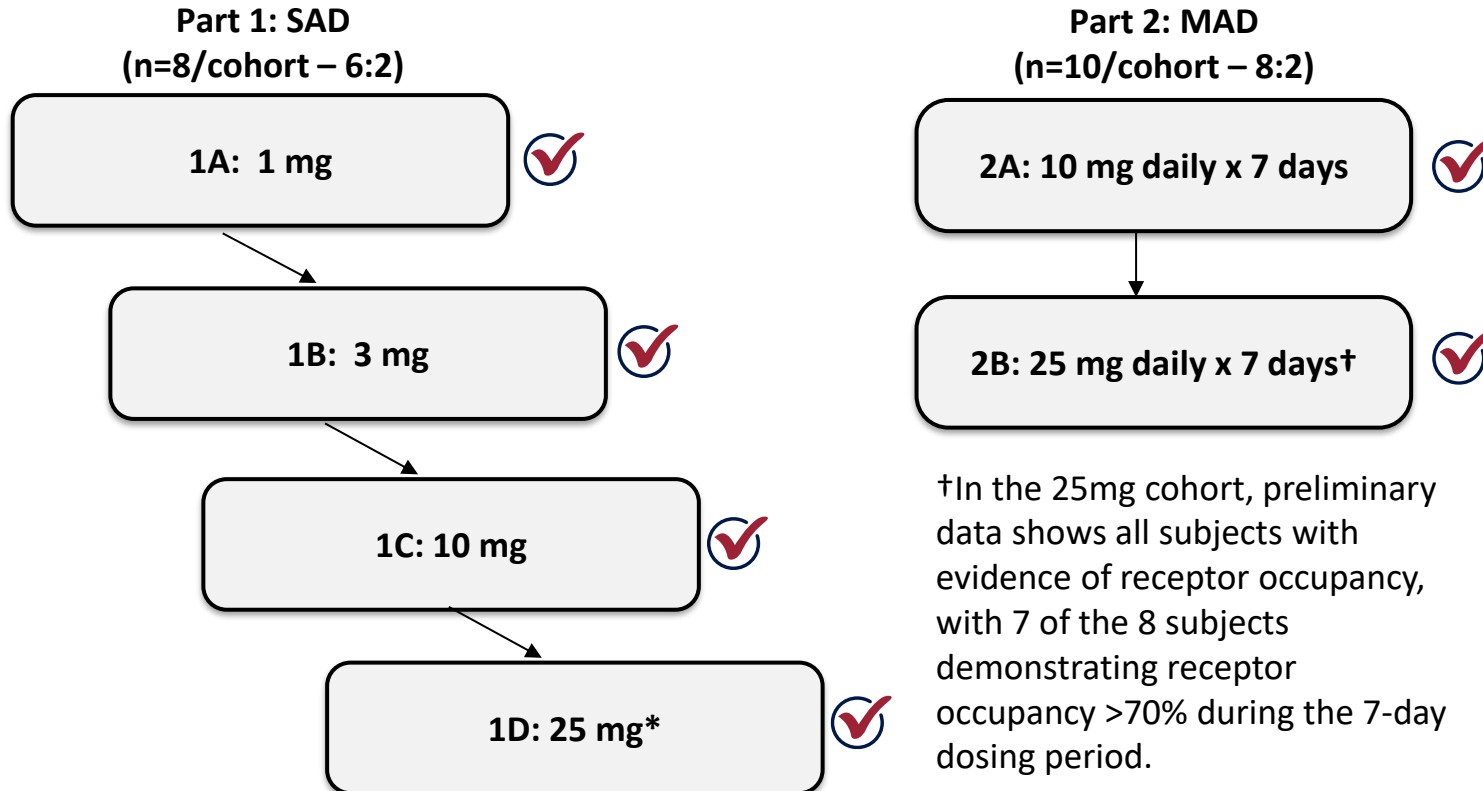 Part 1: SAD
(n=8/cohort – 6:2)
1A:  1 mg
1B:  3 mg
1C: 10 mg
1D: 25 mg*
Part 2: MAD
(n=10/cohort – 8:2)
2A: 10 mg daily x 7 days
2B: 25 mg daily x 7 days†
†In the 25mg cohort, preliminary
data shows all subjects with
evidence of receptor occupancy,
with 7 of the 8 subjects
demonstrating receptor
occupancy >70% during the 7-day
dosing period.